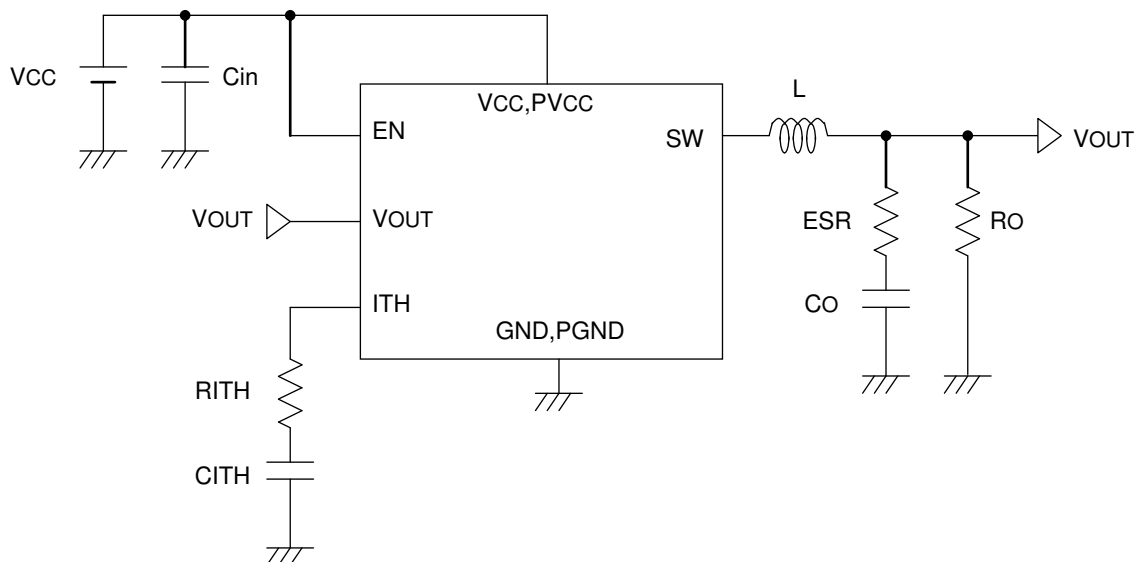 VCC
Cin
VCC,PVCC
EN
SW
L
VOUT
VOUT
VOUT
ESR
RO
ITH
CO
GND,PGND
RITH
CITH